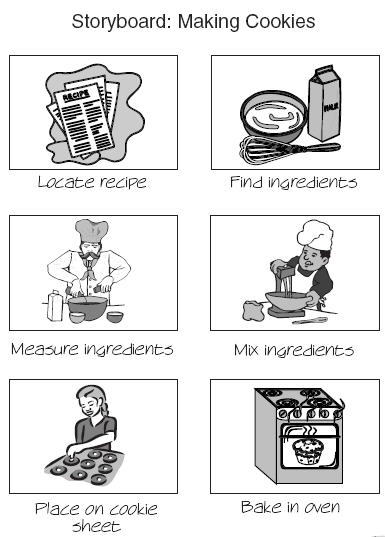 Storyboard: Making Cookies
RECIPE
MILK
Locate recipe
Find ingredients
Measure ingredients
Mix ingredients
Place on cookie
sheet
Bake in oven